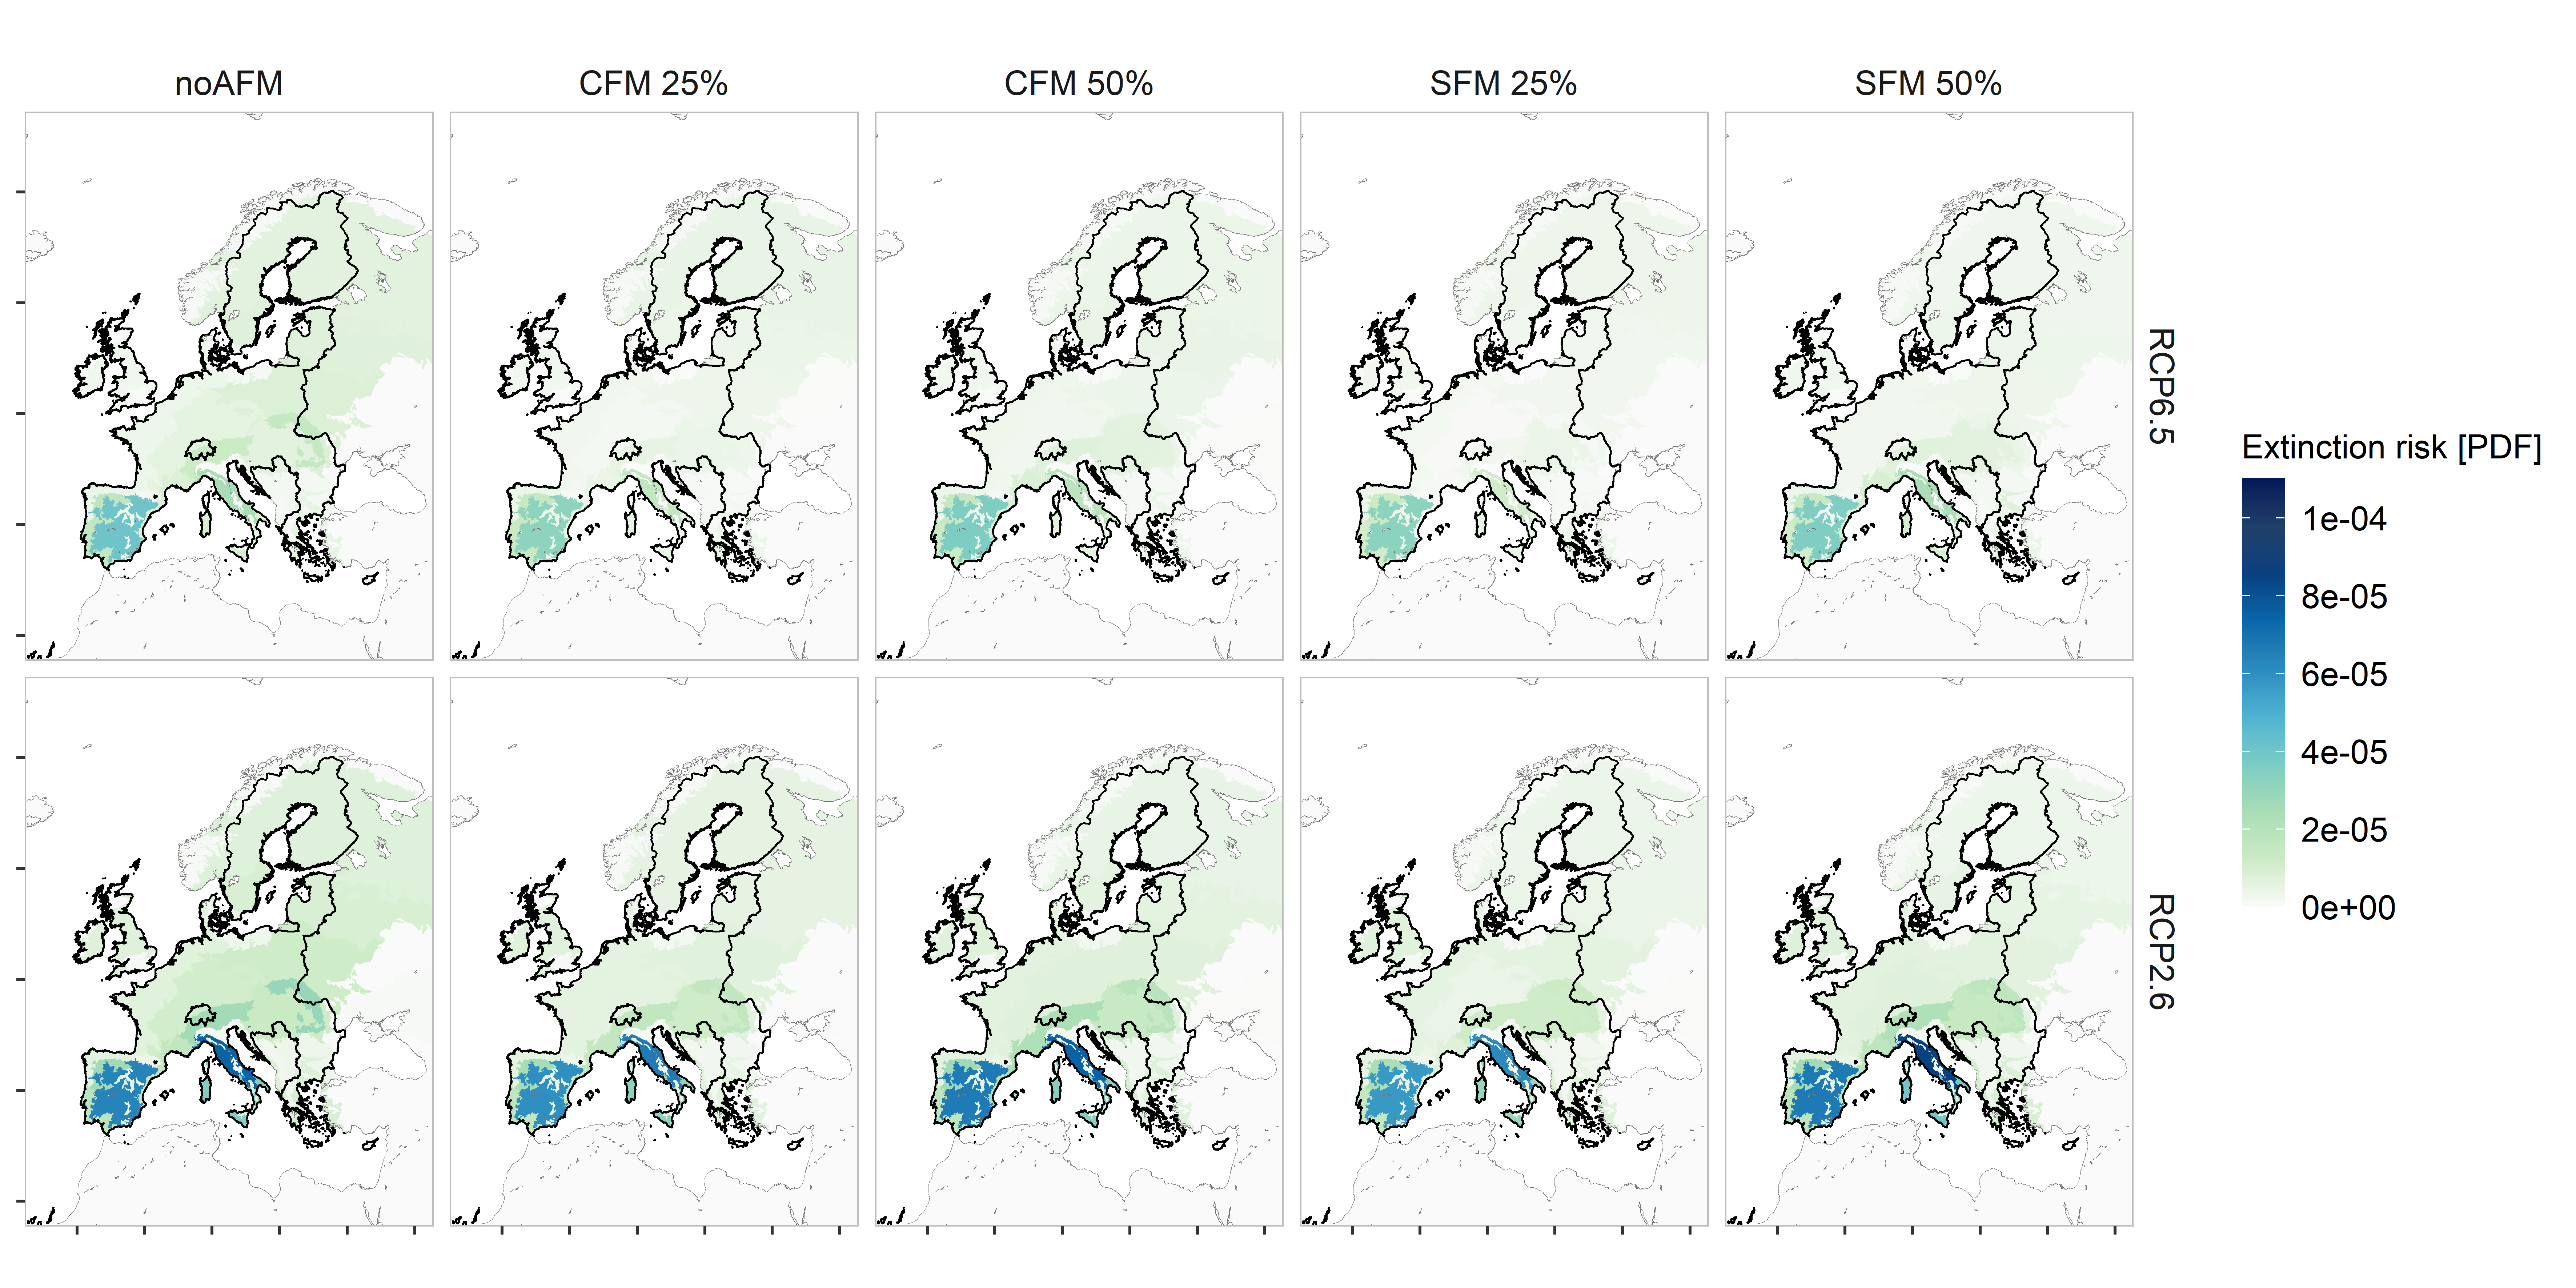 noAFM
CFM 25%
CFM 50%
SFM 25%
SFM 50%
RCP6.5
RCP2.6
Extinction risk [PDF]
1e-04
8e-05
6e-05
4e-05
2e-05
0e+00